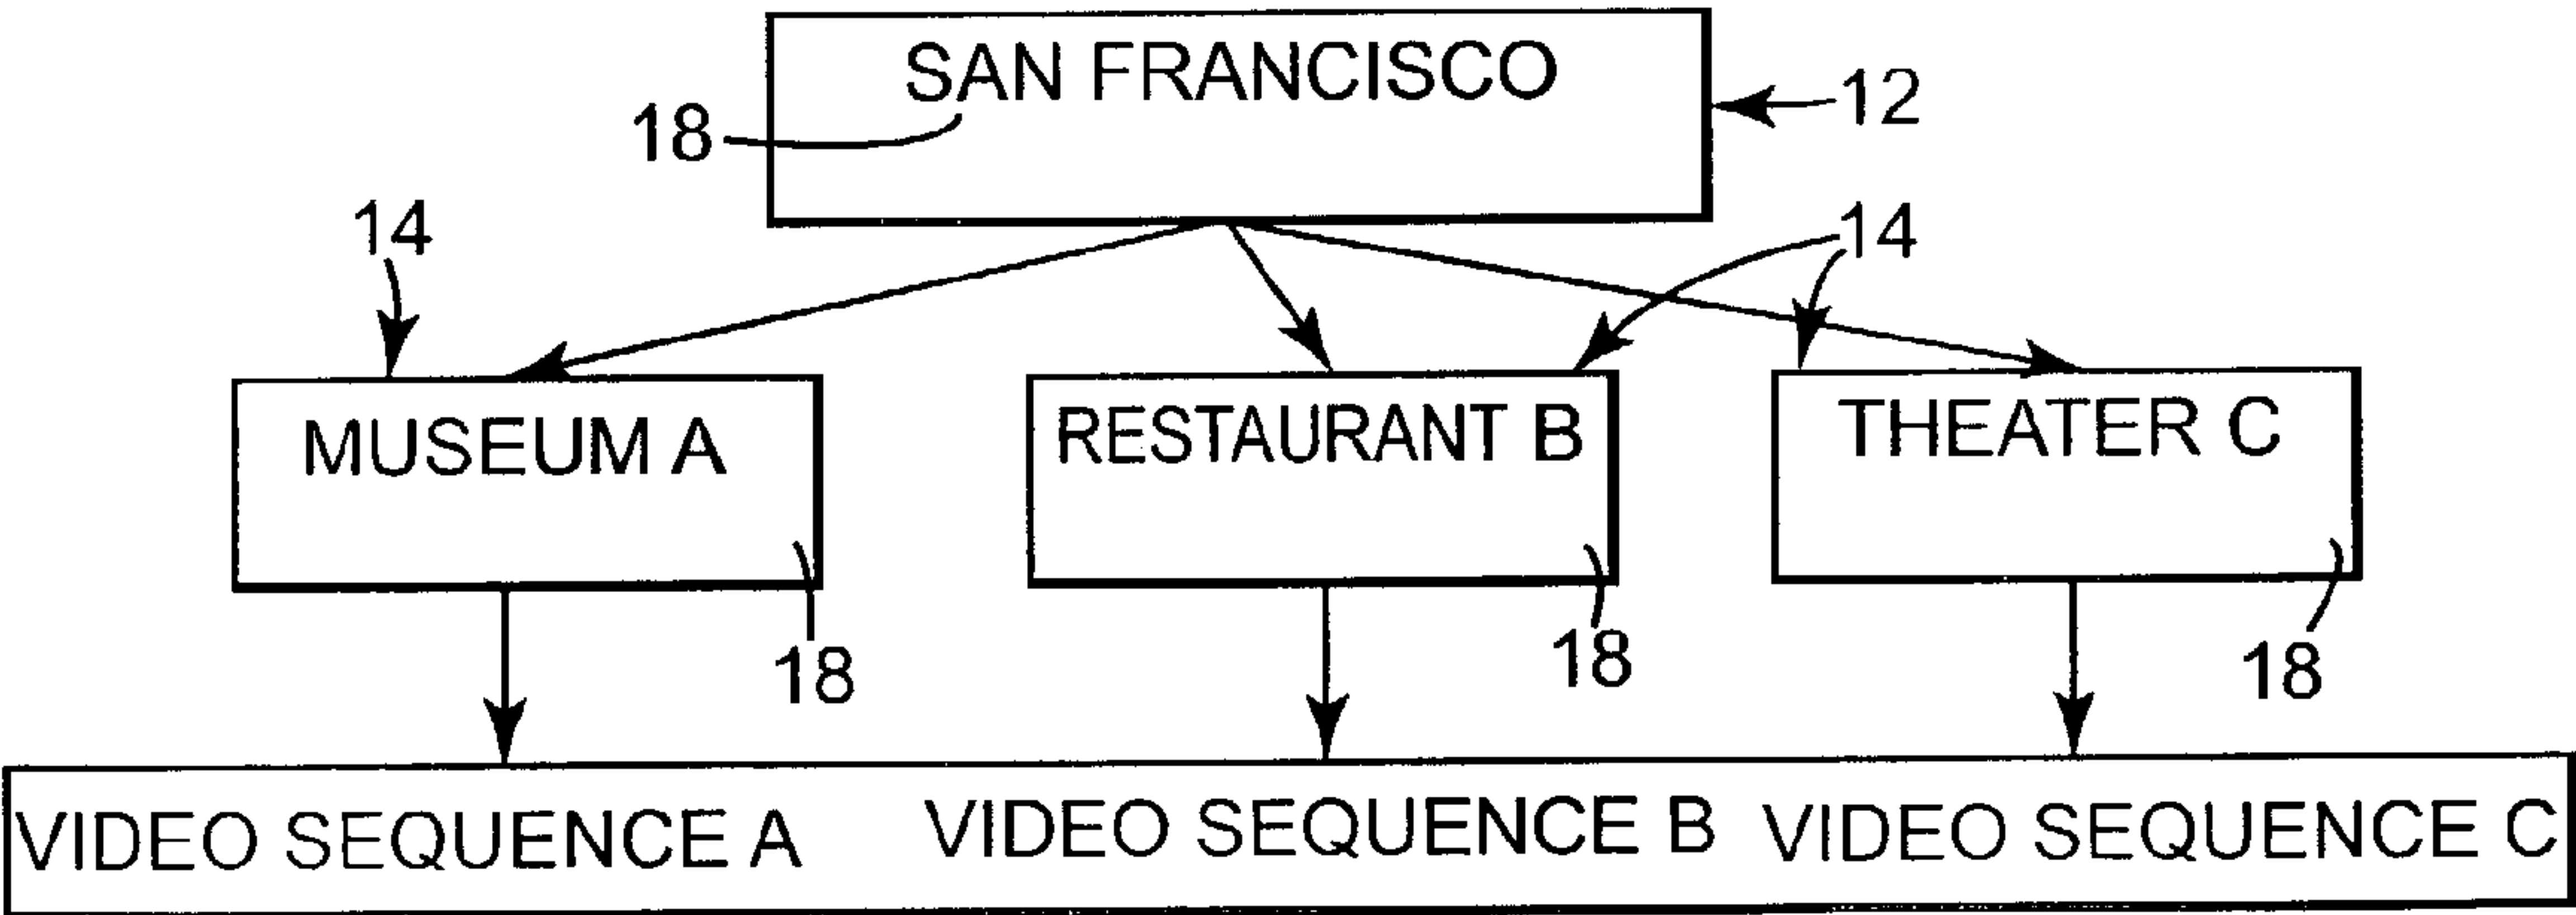 SAN FRANCISCO
12
18
14
14
MUSEUM A
RESTAURANT B
THEATER C
18
18
18
VIDEO SEQUENCE A
VIDEO SEQUENCE B
VIDEO SEQUENCE C